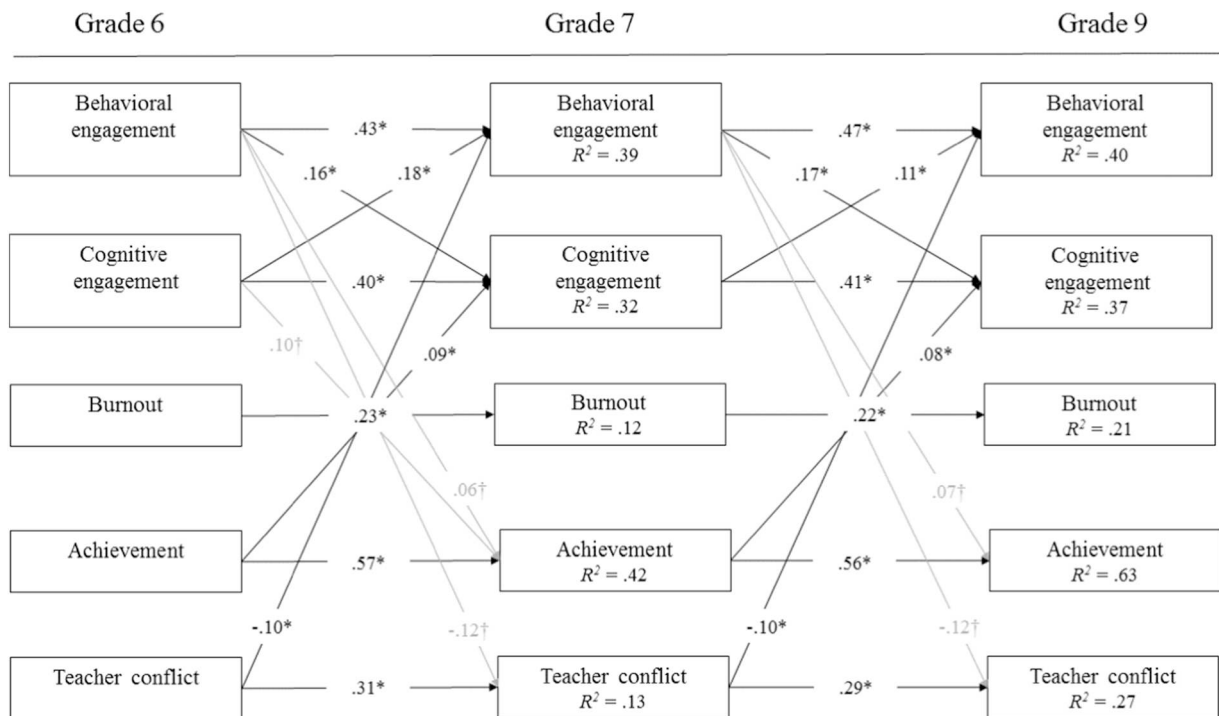 Grade 6 Grade 7 Grade 9
Behavioral
engagement
Behavioral
engagement
R² = .39
Behavioral
engagement
R² = .40
.43*
.47*
.16*
.18*
.17*
.11*
Cognitive
engagement
Cognitive
engagement
R² = .32
Cognitive
engagement
R² = .37
.40*
.41*
.10†
.09*
.08*
Burnout
Burnout
R² = .12
Burnout
R² = .21
.23*
.22*
.06†
.07†
Achievement
Achievement
R² = .42
Achievement
R² = .63
.57*
.56*
-.10*
-.12†
-.10*
-.12†
Teacher conflict
Teacher conflict
R² = .13
Teacher conflict
R² = .27
.31*
.29*